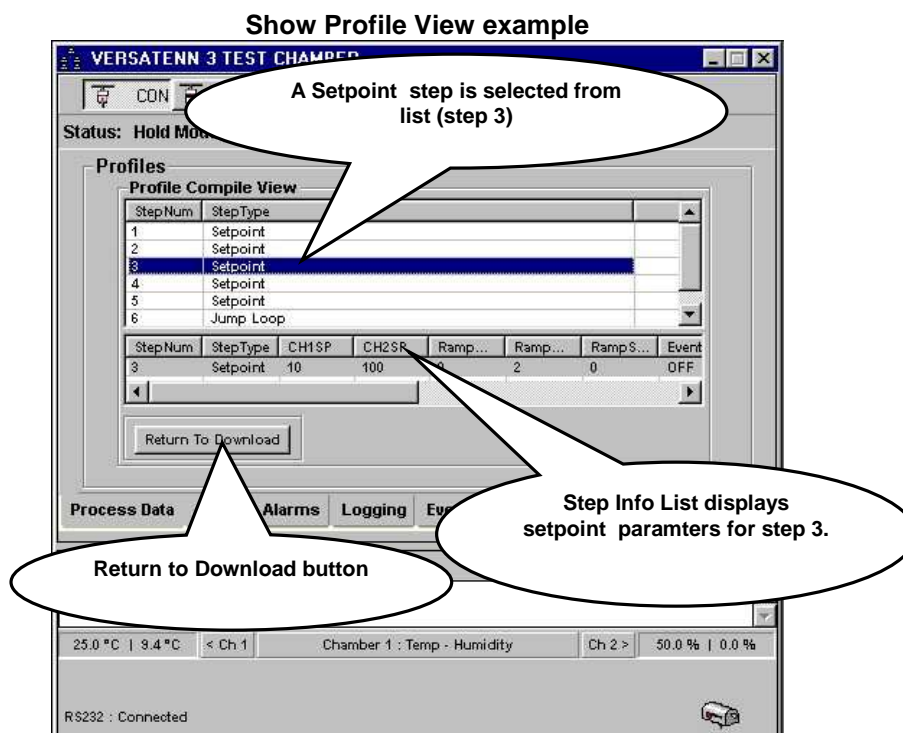 Show Profile View example
VERSATENN 3 TEST CHAMBER
CON
A Setpoint step is selected from
list (step 3)
Status: Hold Mo
Profiles
Profile Compile View
StepNum StepType
1 Setpoint
2 Setpoint
3 Setpoint
4 Setpoint
5 Setpoint
6 Jump Loop
StepNum StepType CH1SP CH2SP Ramp... Ramp... RampS... Event
3 Setpoint 10 100 0 2 0 OFF
Return To Download
Process Data Alarms Logging
Step Info List displays
setpoint paramters for step 3.
Return to Download button
25.0 °C | 9.4 °C < Ch 1 Chamber 1 : Temp - Humidity Ch 2 > 50.0 % | 0.0 %
RS232 : Connected